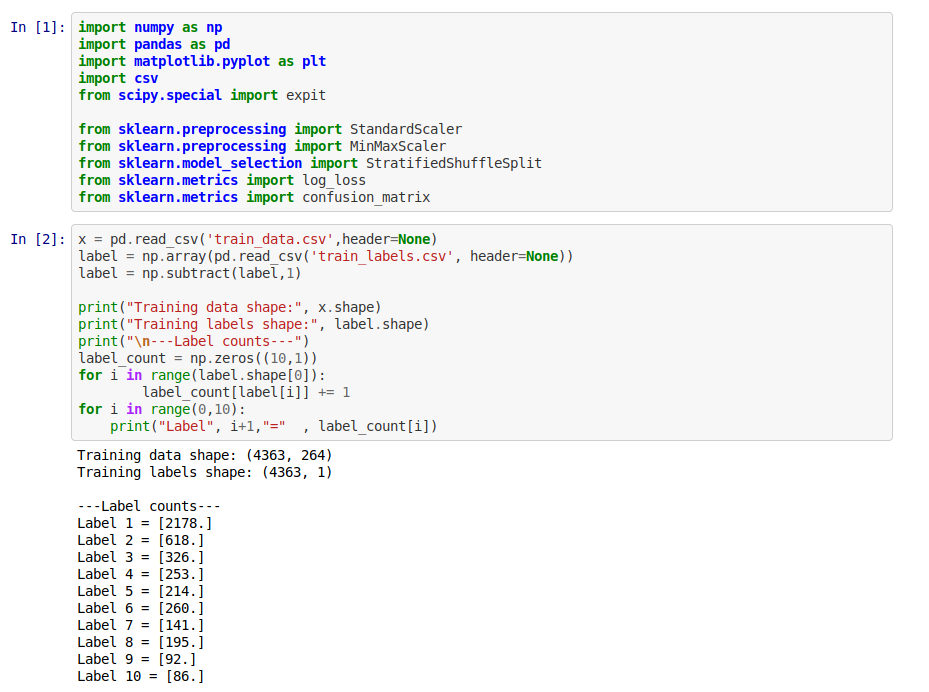 In [1]: import numpy as np
import pandas as pd
import matplotlib.pyplot as plt
import csv
from scipy.special import expit
from sklearn.preprocessing import StandardScaler
from sklearn.preprocessing import MinMaxScaler
from sklearn.model_selection import StratifiedShuffleSplit
from sklearn.metrics import log_loss
from sklearn.metrics import confusion_matrix
In [2]: x = pd.read_csv('train_data.csv',header=None)
label = np.array(pd.read_csv('train_labels.csv', header=None))
label = np.subtract(label,1)
print("Training data shape:", x.shape)
print("Training labels shape:", label.shape)
print("\n---Label counts---")
label_count = np.zeros((10,1))
for i in range(label.shape[0]):
        label_count[label[i]] += 1
for i in range(0,10):
    print("Label", i+1,"="  , label_count[i])
Training data shape: (4363, 264)
Training labels shape: (4363, 1)
---Label counts---
Label 1 = [2178.]
Label 2 = [618.]
Label 3 = [326.]
Label 4 = [253.]
Label 5 = [214.]
Label 6 = [260.]
Label 7 = [141.]
Label 8 = [195.]
Label 9 = [92.]
Label 10 = [86.]